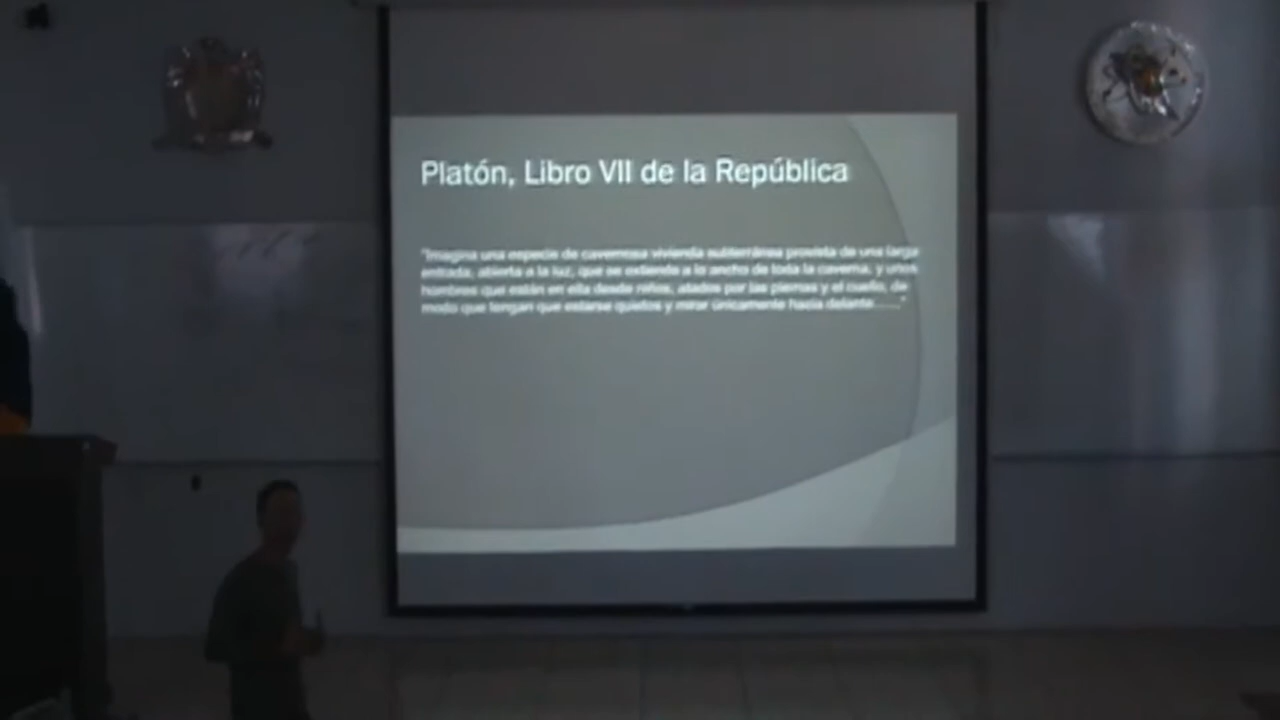 Platón, Libro VII de la República
"Imagina una especie de cavernosa vivienda subterránea provista de una larga
entrada, abierta a la luz, que se extiende a lo ancho de toda la caverna, y unos
hombres que están en ella desde niños, atados por las piernas y el cuello, de
modo que tengan que estarse quietos y mirar únicamente hacia delante……"